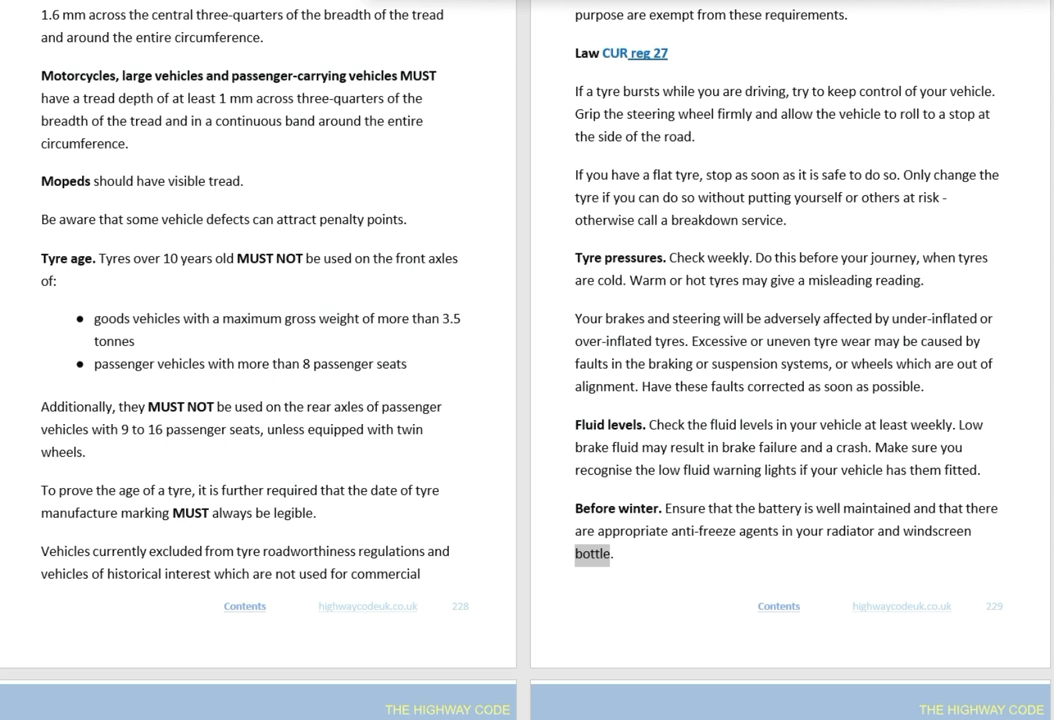 1.6 mm across the central three-quarters of the breadth of the tread
and around the entire circumference.
Motorcycles, large vehicles and passenger-carrying vehicles MUST
have a tread depth of at least 1 mm across three-quarters of the
breadth of the tread and in a continuous band around the entire
circumference.
Mopeds should have visible tread.
Be aware that some vehicle defects can attract penalty points.
Tyre age. Tyres over 10 years old MUST NOT be used on the front axles
of:
● goods vehicles with a maximum gross weight of more than 3.5
tonnes
● passenger vehicles with more than 8 passenger seats
Additionally, they MUST NOT be used on the rear axles of passenger
vehicles with 9 to 16 passenger seats, unless equipped with twin
wheels.
To prove the age of a tyre, it is further required that the date of tyre
manufacture marking MUST always be legible.
Vehicles currently excluded from tyre roadworthiness regulations and
vehicles of historical interest which are not used for commercial
Contents highwaycodeuk.co.uk 228
purpose are exempt from these requirements.
Law CUR reg 27
If a tyre bursts while you are driving, try to keep control of your vehicle.
Grip the steering wheel firmly and allow the vehicle to roll to a stop at
the side of the road.
If you have a flat tyre, stop as soon as it is safe to do so. Only change the
tyre if you can do so without putting yourself or others at risk -
otherwise call a breakdown service.
Tyre pressures. Check weekly. Do this before your journey, when tyres
are cold. Warm or hot tyres may give a misleading reading.
Your brakes and steering will be adversely affected by under-inflated or
over-inflated tyres. Excessive or uneven tyre wear may be caused by
faults in the braking or suspension systems, or wheels which are out of
alignment. Have these faults corrected as soon as possible.
Fluid levels. Check the fluid levels in your vehicle at least weekly. Low
brake fluid may result in brake failure and a crash. Make sure you
recognise the low fluid warning lights if your vehicle has them fitted.
Before winter. Ensure that the battery is well maintained and that there
are appropriate anti-freeze agents in your radiator and windscreen
bottle.
Contents highwaycodeuk.co.uk 229
THE HIGHWAY CODE
THE HIGHWAY CODE